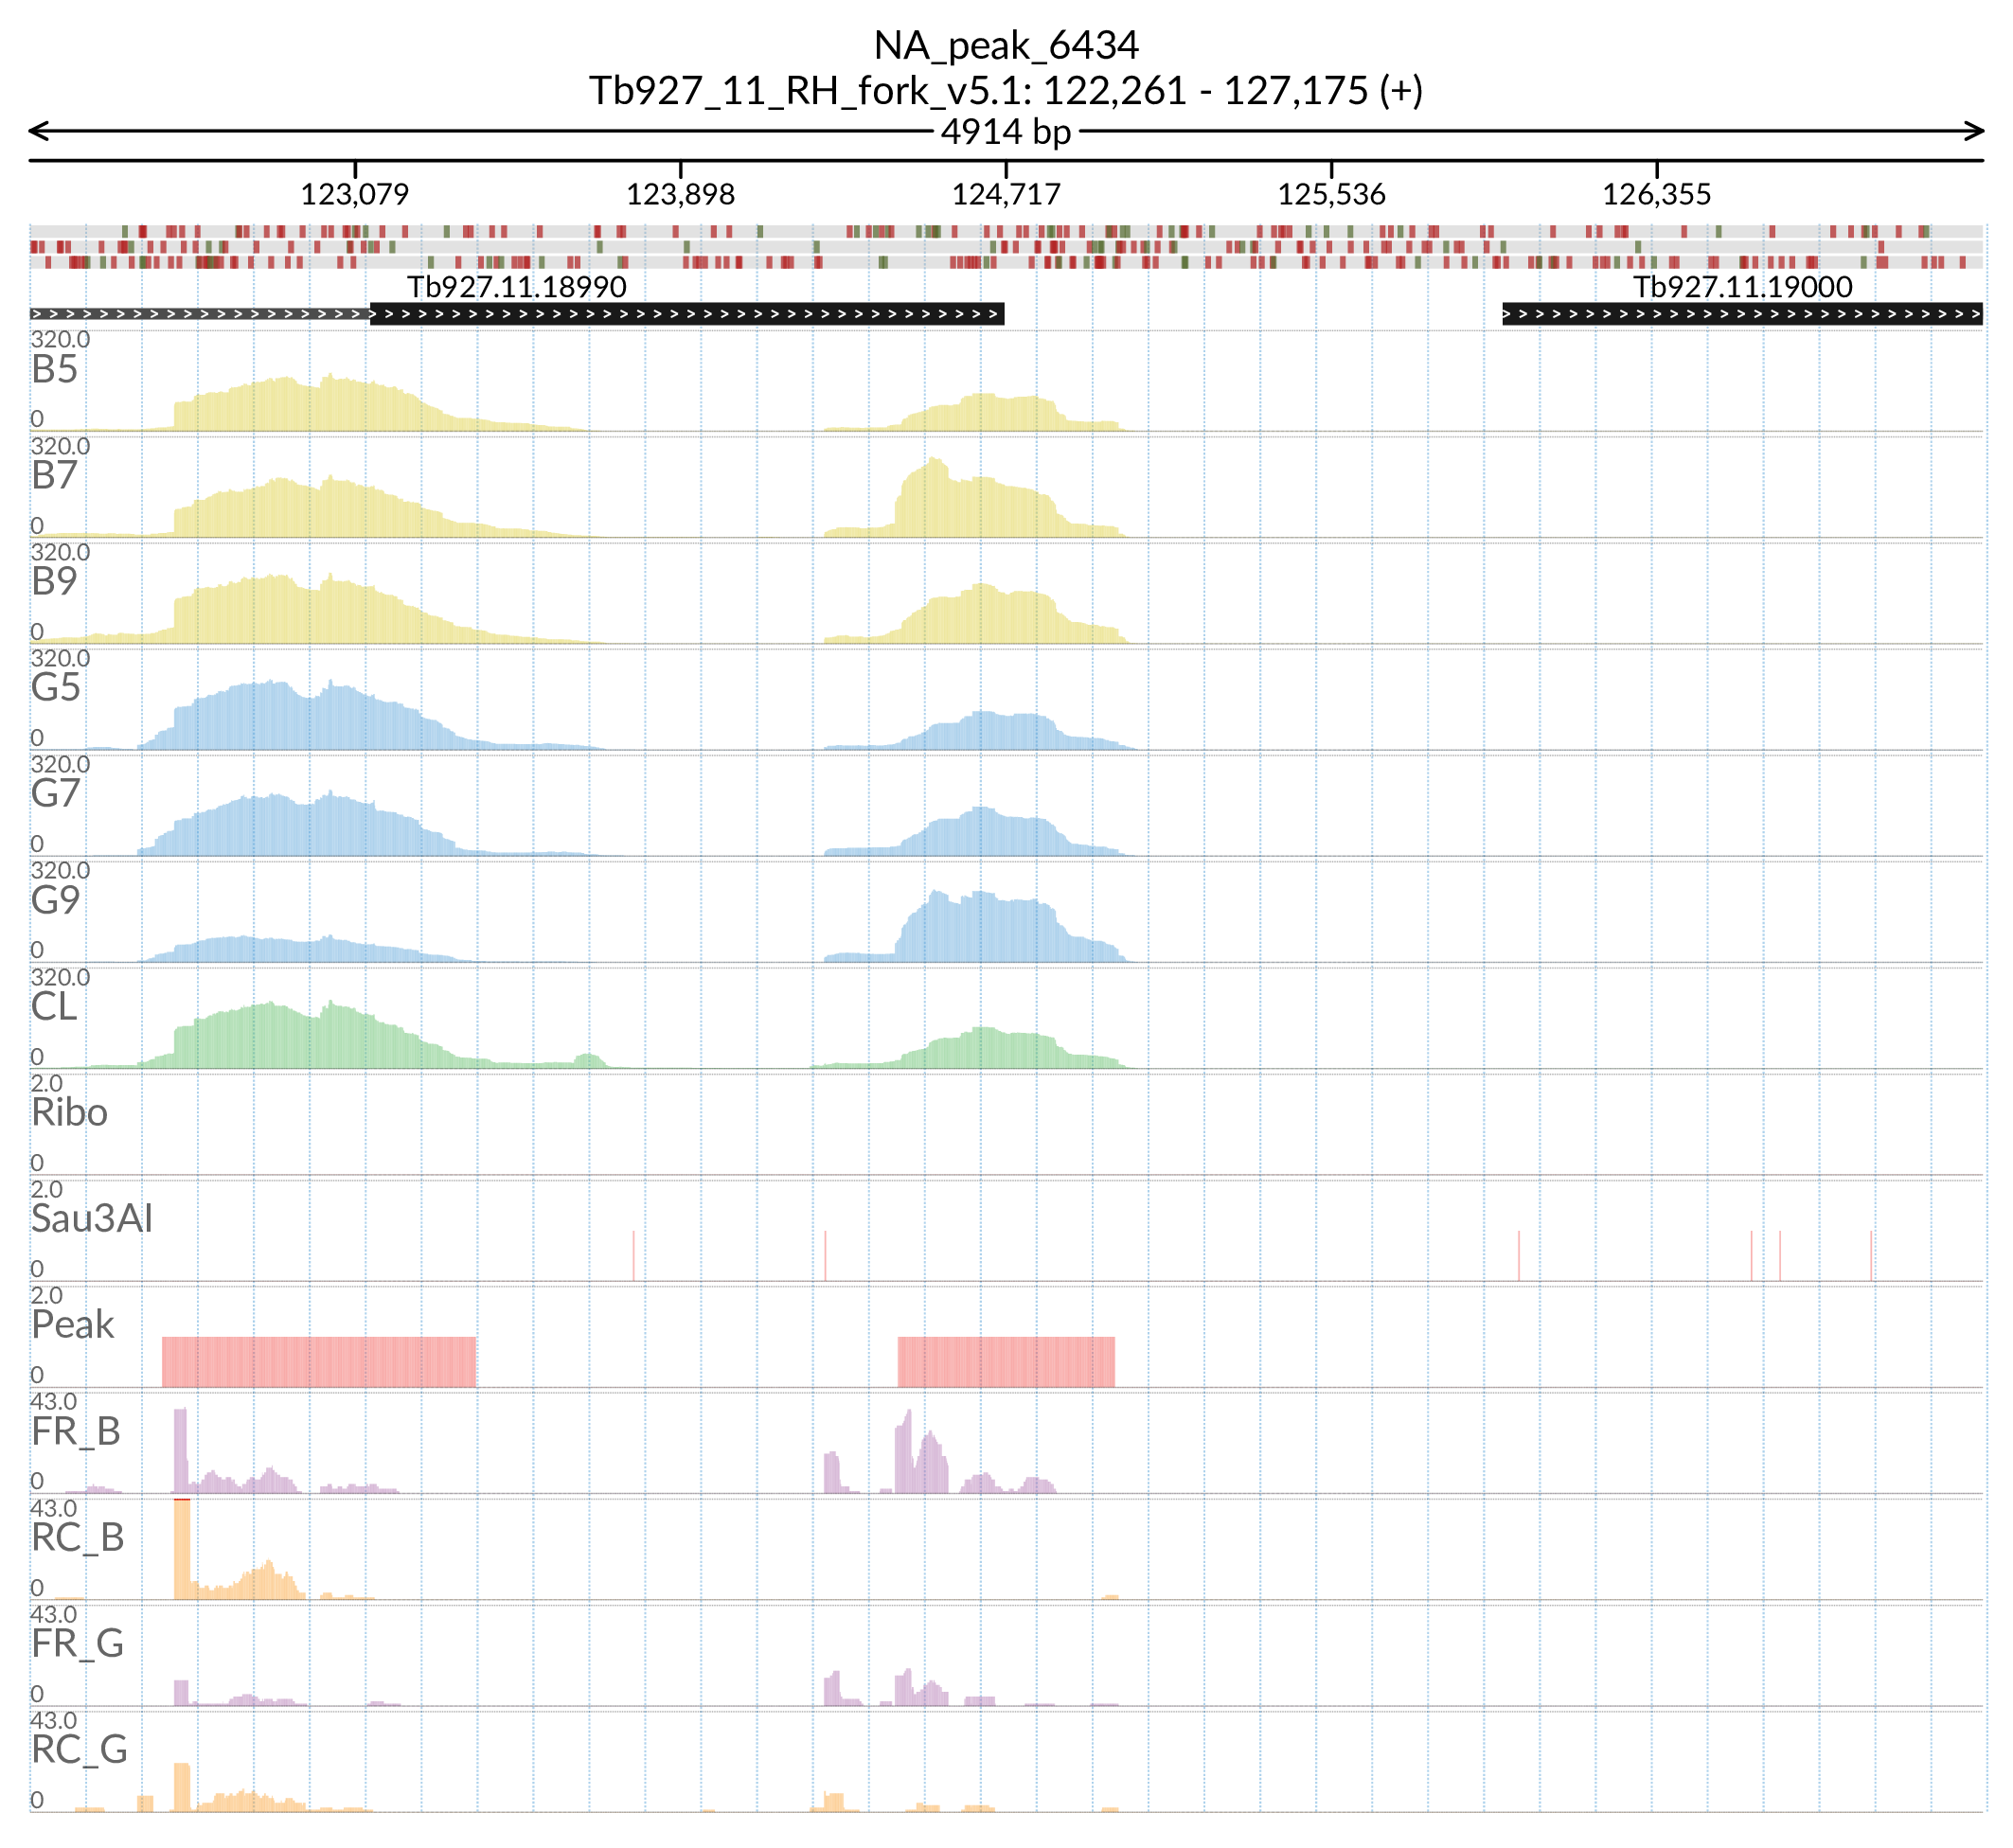 NA_peak_6434
Tb927_11_RH_fork_v5.1: 122,261 - 127,175 (+)
4914 bp
123,079 123,898 124,717 125,536 126,355
Tb927.11.18990 Tb927.11.19000
320.0
B5
0
320.0
B7
0
320.0
B9
0
320.0
G5
0
320.0
G7
0
320.0
G9
0
320.0
CL
0
2.0
Ribo
0
2.0
Sau3AI
0
2.0
Peak
0
43.0
FR_B
0
43.0
RC_B
0
43.0
FR_G
0
43.0
RC_G
0